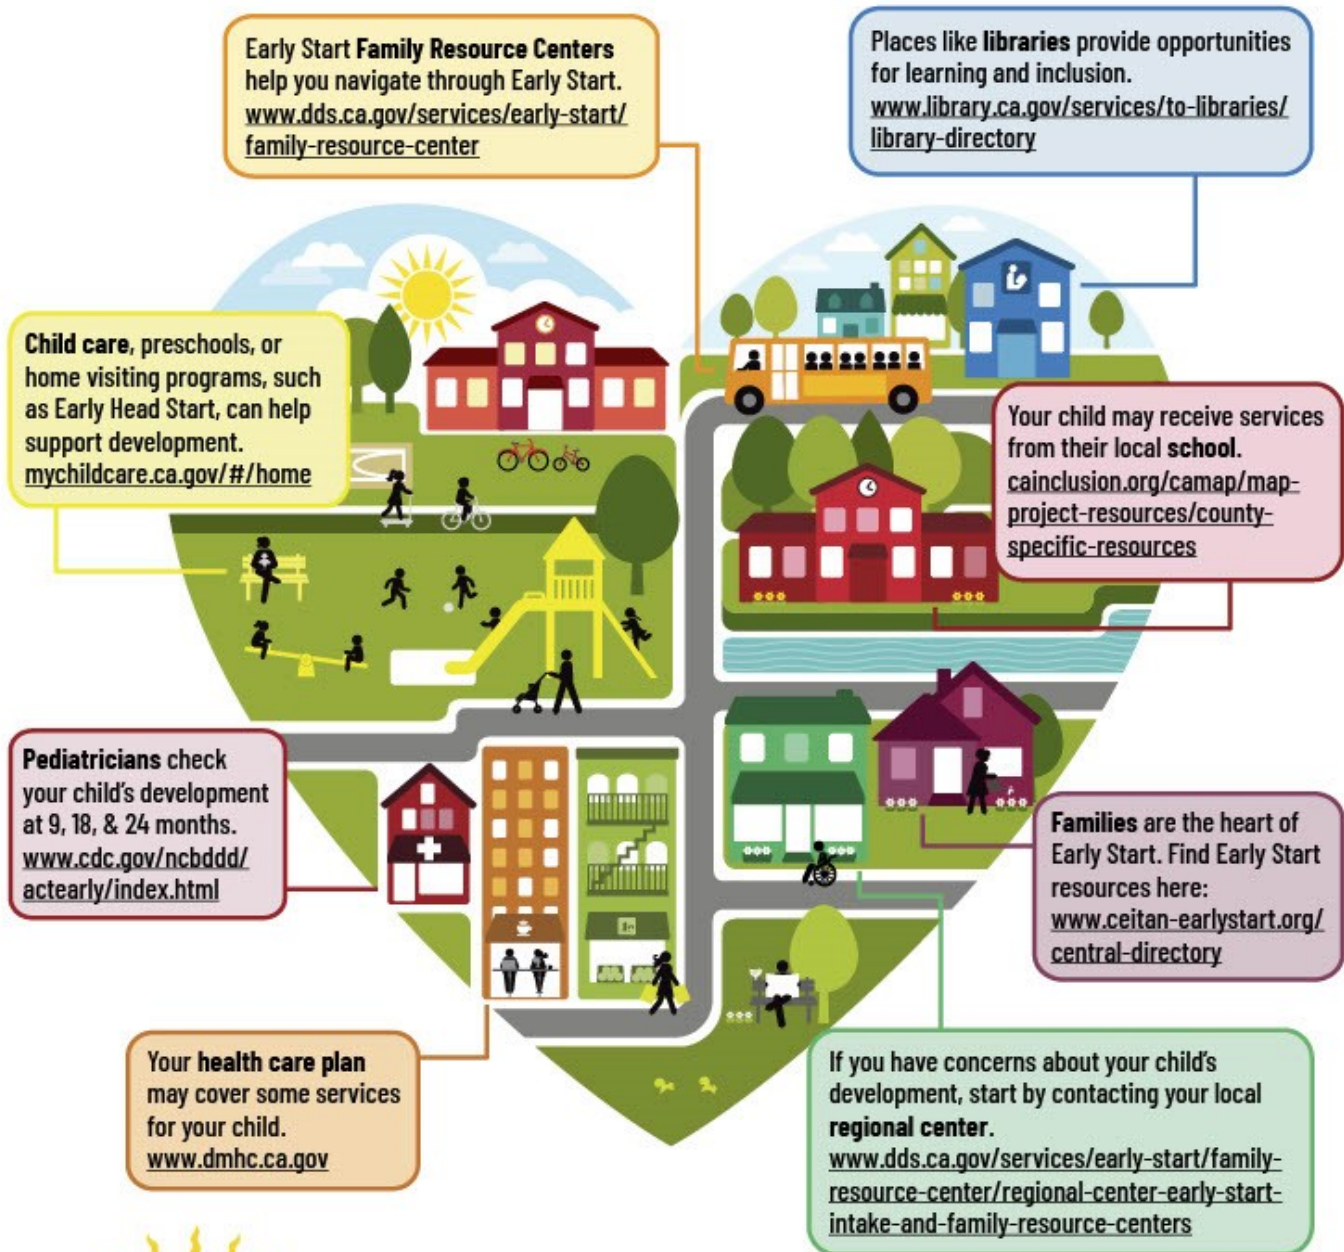 Early Start Family Resource Centers
help you navigate through Early Start.
www.dds.ca.gov/services/early-start/
family-resource-center
Places like libraries provide opportunities
for learning and inclusion.
www.library.ca.gov/services/to-libraries/
library-directory
Child care, preschools, or
home visiting programs, such
as Early Head Start, can help
support development.
mychildcare.ca.gov/#/home
Your child may receive services
from their local school.
cainclusion.org/camap/map-
project-resources/county-
specific-resources
Pediatricians check
your child's development
at 9, 18, & 24 months.
www.cdc.gov/ncbddd/
actearly/index.html
Families are the heart of
Early Start. Find Early Start
resources here:
www.ceitan-earlystart.org/
central-directory
Your health care plan
may cover some services
for your child.
www.dmhc.ca.gov
If you have concerns about your child's
development, start by contacting your local
regional center.
www.dds.ca.gov/services/early-start/family-
resource-center/regional-center-early-start-
intake-and-family-resource-centers